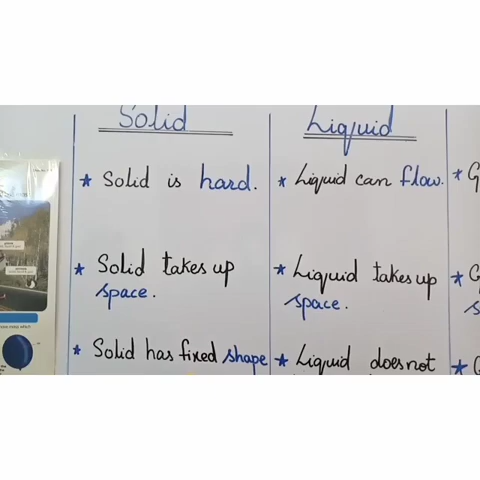 Solid
Liquid
* Solid is hard.
* Liquid can flow.
* Solid takes up
space.
* Liquid takes up
space.
* Solid has fixed shape
* Liquid does not